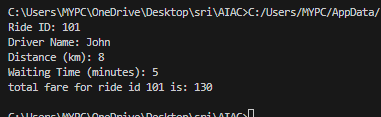 C:\Users\MYPC\OneDrive\Desktop\sri\AIAC>C:/Users/MYPC/AppData/
Ride ID: 101
Driver Name: John
Distance (km): 8
Waiting Time (minutes): 5
total fare for ride id 101 is: 130
C:\Users\MYPC\OneDrive\Desktop\sri\AIAC>